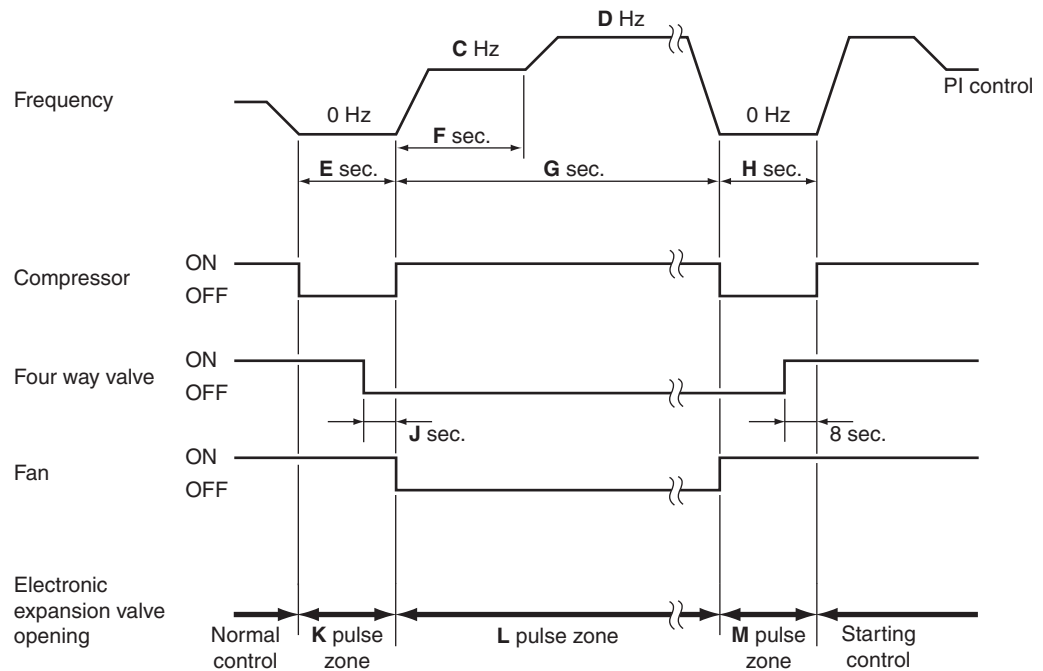 D Hz
C Hz
Frequency
0 Hz
0 Hz
PI control
F sec.
E sec.
G sec.
H sec.
Compressor
ON
OFF
Four way valve
ON
OFF
J sec.
8 sec.
Fan
ON
OFF
Electronic
expansion valve
opening
Normal
control
K pulse
zone
L pulse zone
M pulse
zone
Starting
control